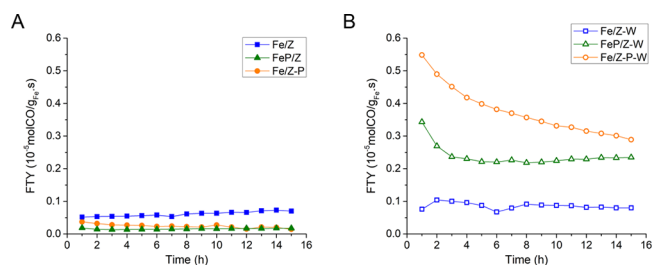 A
0.6
0.5
0.4
0.3
0.2
0.1
0.0
0 2 4 6 8 10 12 14 16
Time (h)
FTY (10⁻⁵molCO/gFe.s)
Fe/Z
FeP/Z
Fe/Z-P
B
0.6
0.5
0.4
0.3
0.2
0.1
0.0
0 2 4 6 8 10 12 14 16
Time (h)
FTY (10⁻⁵molCO/gFe.s)
Fe/Z-W
FeP/Z-W
Fe/Z-P-W